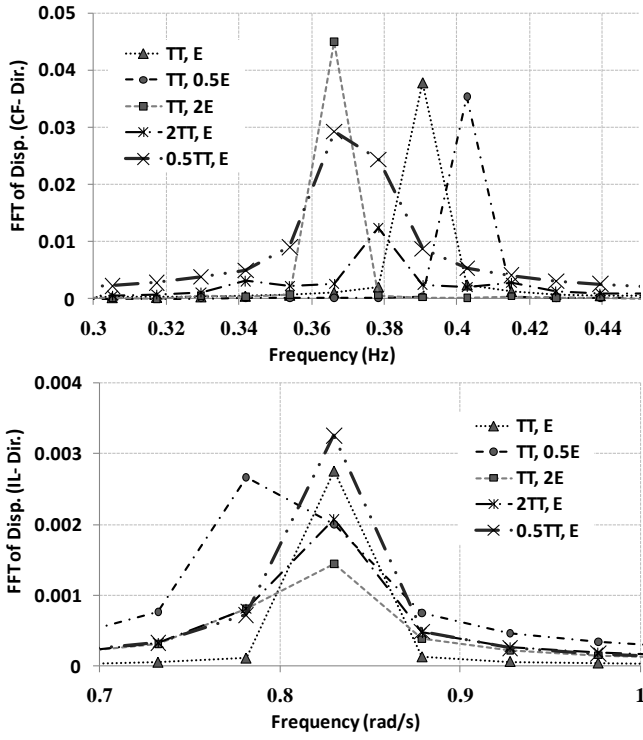 0.05
0.04
0.03
0.02
0.01
0
FFT of Disp. (CF- Dir.)
TT, E
TT, 0.5E
TT, 2E
2TT, E
0.5TT, E
0.3 0.32 0.34 0.36 0.38 0.4 0.42 0.44
Frequency (Hz)
0.004
0.003
0.002
0.001
0
FFT of Disp. (IL- Dir.)
TT, E
TT, 0.5E
TT, 2E
2TT, E
0.5TT, E
0.7 0.8 0.9 1
Frequency (rad/s)